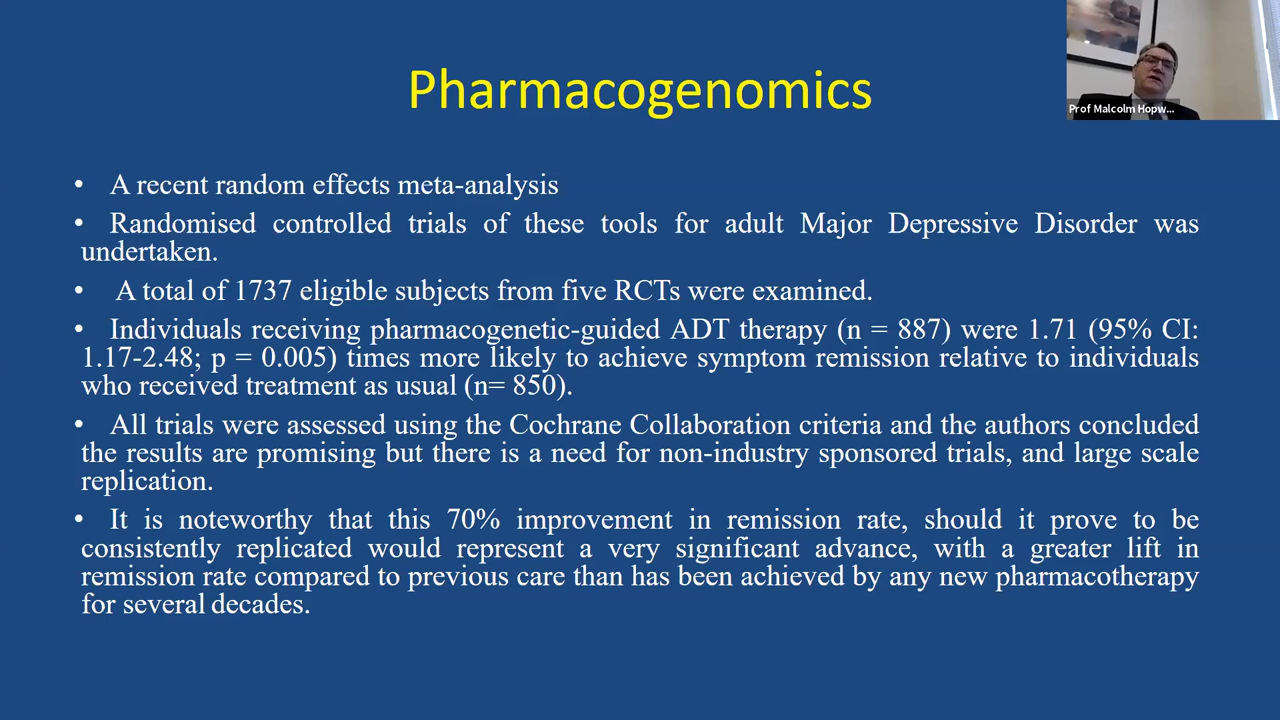 Pharmacogenomics
Prof Malcolm Hopw...
• A recent random effects meta-analysis
• Randomised controlled trials of these tools for adult Major Depressive Disorder was
undertaken.
• A total of 1737 eligible subjects from five RCTs were examined.
• Individuals receiving pharmacogenetic-guided ADT therapy (n = 887) were 1.71 (95% CI:
1.17-2.48; p = 0.005) times more likely to achieve symptom remission relative to individuals
who received treatment as usual (n= 850).
• All trials were assessed using the Cochrane Collaboration criteria and the authors concluded
the results are promising but there is a need for non-industry sponsored trials, and large scale
replication.
• It is noteworthy that this 70% improvement in remission rate, should it prove to be
consistently replicated would represent a very significant advance, with a greater lift in
remission rate compared to previous care than has been achieved by any new pharmacotherapy
for several decades.